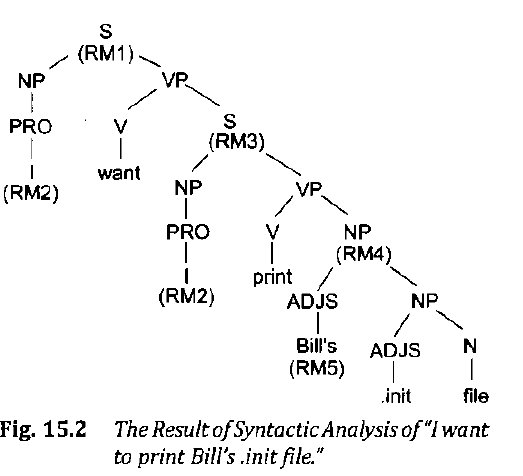 S
(RM1)
NP VP
PRO V S
(RM3)
I want
(RM2) NP VP
PRO V NP
(RM4)
I print
(RM2) ADJS NP
Bill's ADJS N
(RM5)
.init file
Fig. 15.2 The Result of Syntactic Analysis of "I want
to print Bill's .init file."